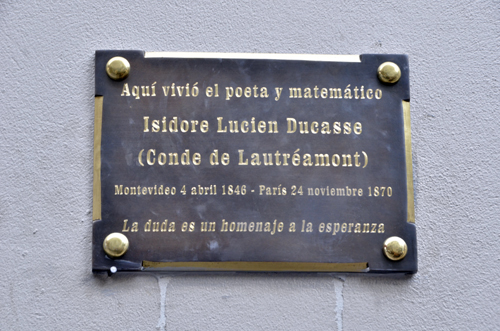 Aquí vivió el poeta y matemático
Isidore Lucien Ducasse
(Conde de Lautréamont)
Montevideo 4 abril 1846 - París 24 noviembre 1870
La duda es un homenaje a la esperanza